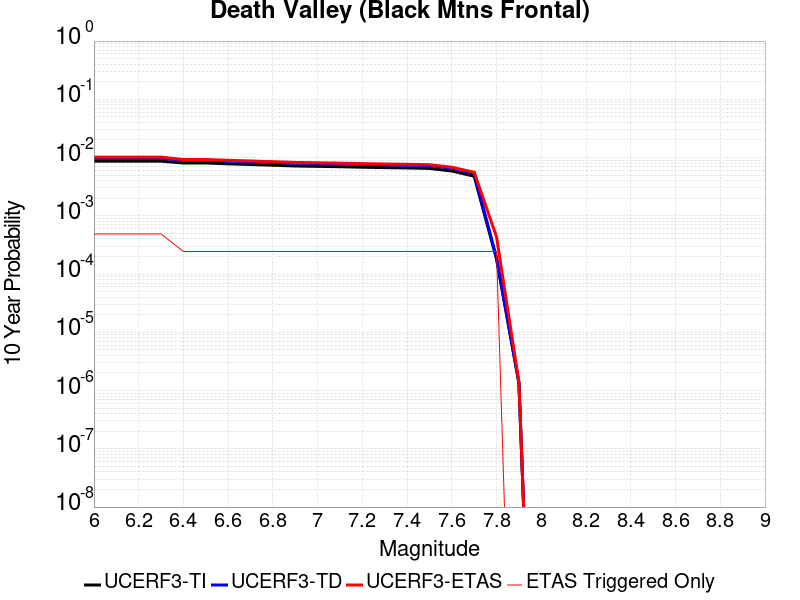 Death Valley (Black Mtns Frontal)
10^0
10^-1
10^-2
10^-3
10^-4
10^-5
10^-6
10^-7
10^-8
10 Year Probability
6 6.2 6.4 6.6 6.8 7 7.2 7.4 7.6 7.8 8 8.2 8.4 8.6 8.8 9
Magnitude
UCERF3-TI UCERF3-TD UCERF3-ETAS ETAS Triggered Only